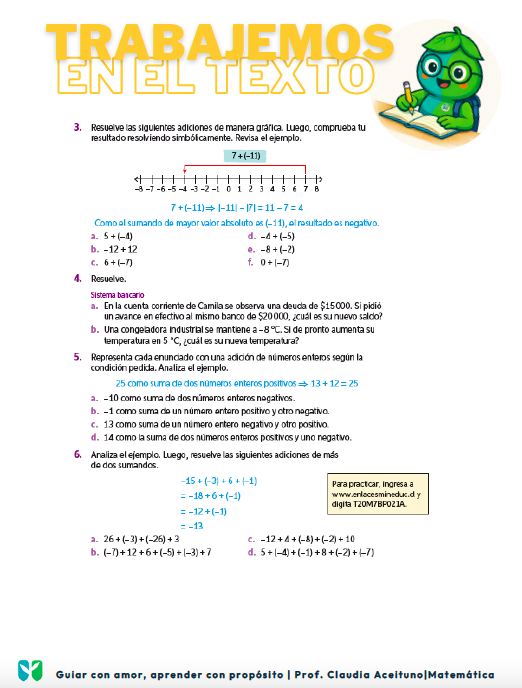 TRABAJEMOS
EN EL TEXTO
3. Resuelve las siguientes adiciones de manera gráfica. Luego, comprueba tu
resultado resolviendo simbólicamente. Revisa el ejemplo.
7 + (–11)
–8 –7 –6 –5 –4 –3 –2 –1 0 1 2 3 4 5 6 7 8
7 + (–11) ⇒ |–11| – |7| = 11 – 7 = 4
Como el sumando de mayor valor absoluto es (–11), el resultado es negativo.
a. 5 + (–4) d. –4 + (–5)
b. –12 + 12 e. –8 + (–2)
c. 6 + (–7) f. 0 + (–7)
4. Resuelve.
Sistema bancario
a. En la cuenta corriente de Camila se observa una deuda de $15 000. Si pidió
un avance en efectivo al mismo banco de $20 000, ¿cuál es su nuevo saldo?
b. Una congeladora industrial se mantiene a –8 °C. Si de pronto aumenta su
temperatura en 5 °C, ¿cuál es su nueva temperatura?
5. Representa cada enunciado con una adición de números enteros según la
condición pedida. Analiza el ejemplo.
25 como suma de dos números enteros positivos ⇒ 13 + 12 = 25
a. –10 como suma de dos números enteros negativos.
b. –1 como suma de un número entero positivo y otro negativo.
c. 13 como suma de un número entero negativo y otro positivo.
d. 14 como la suma de dos números enteros positivos y uno negativo.
6. Analiza el ejemplo. Luego, resuelve las siguientes adiciones de más
de dos sumandos.
–15 + (–3) + 6 + (–1)
= –18 + 6 + (–1)
= –12 + (–1)
= –13
Para practicar, ingresa a
www.enlacesmineduc.cl y
digita T20M7BP021A.
a. 26 + (–3) + (–26) + 3 c. –12 + 4 + (–8) + (–2) + 10
b. (–7) + 12 + 6 + (–5) + (–3) + 7 d. 5 + (–4) + (–1) + 8 + (–2) + (–7)
Guiar con amor, aprender con propósito | Prof. Claudia Aceituno|Matemática